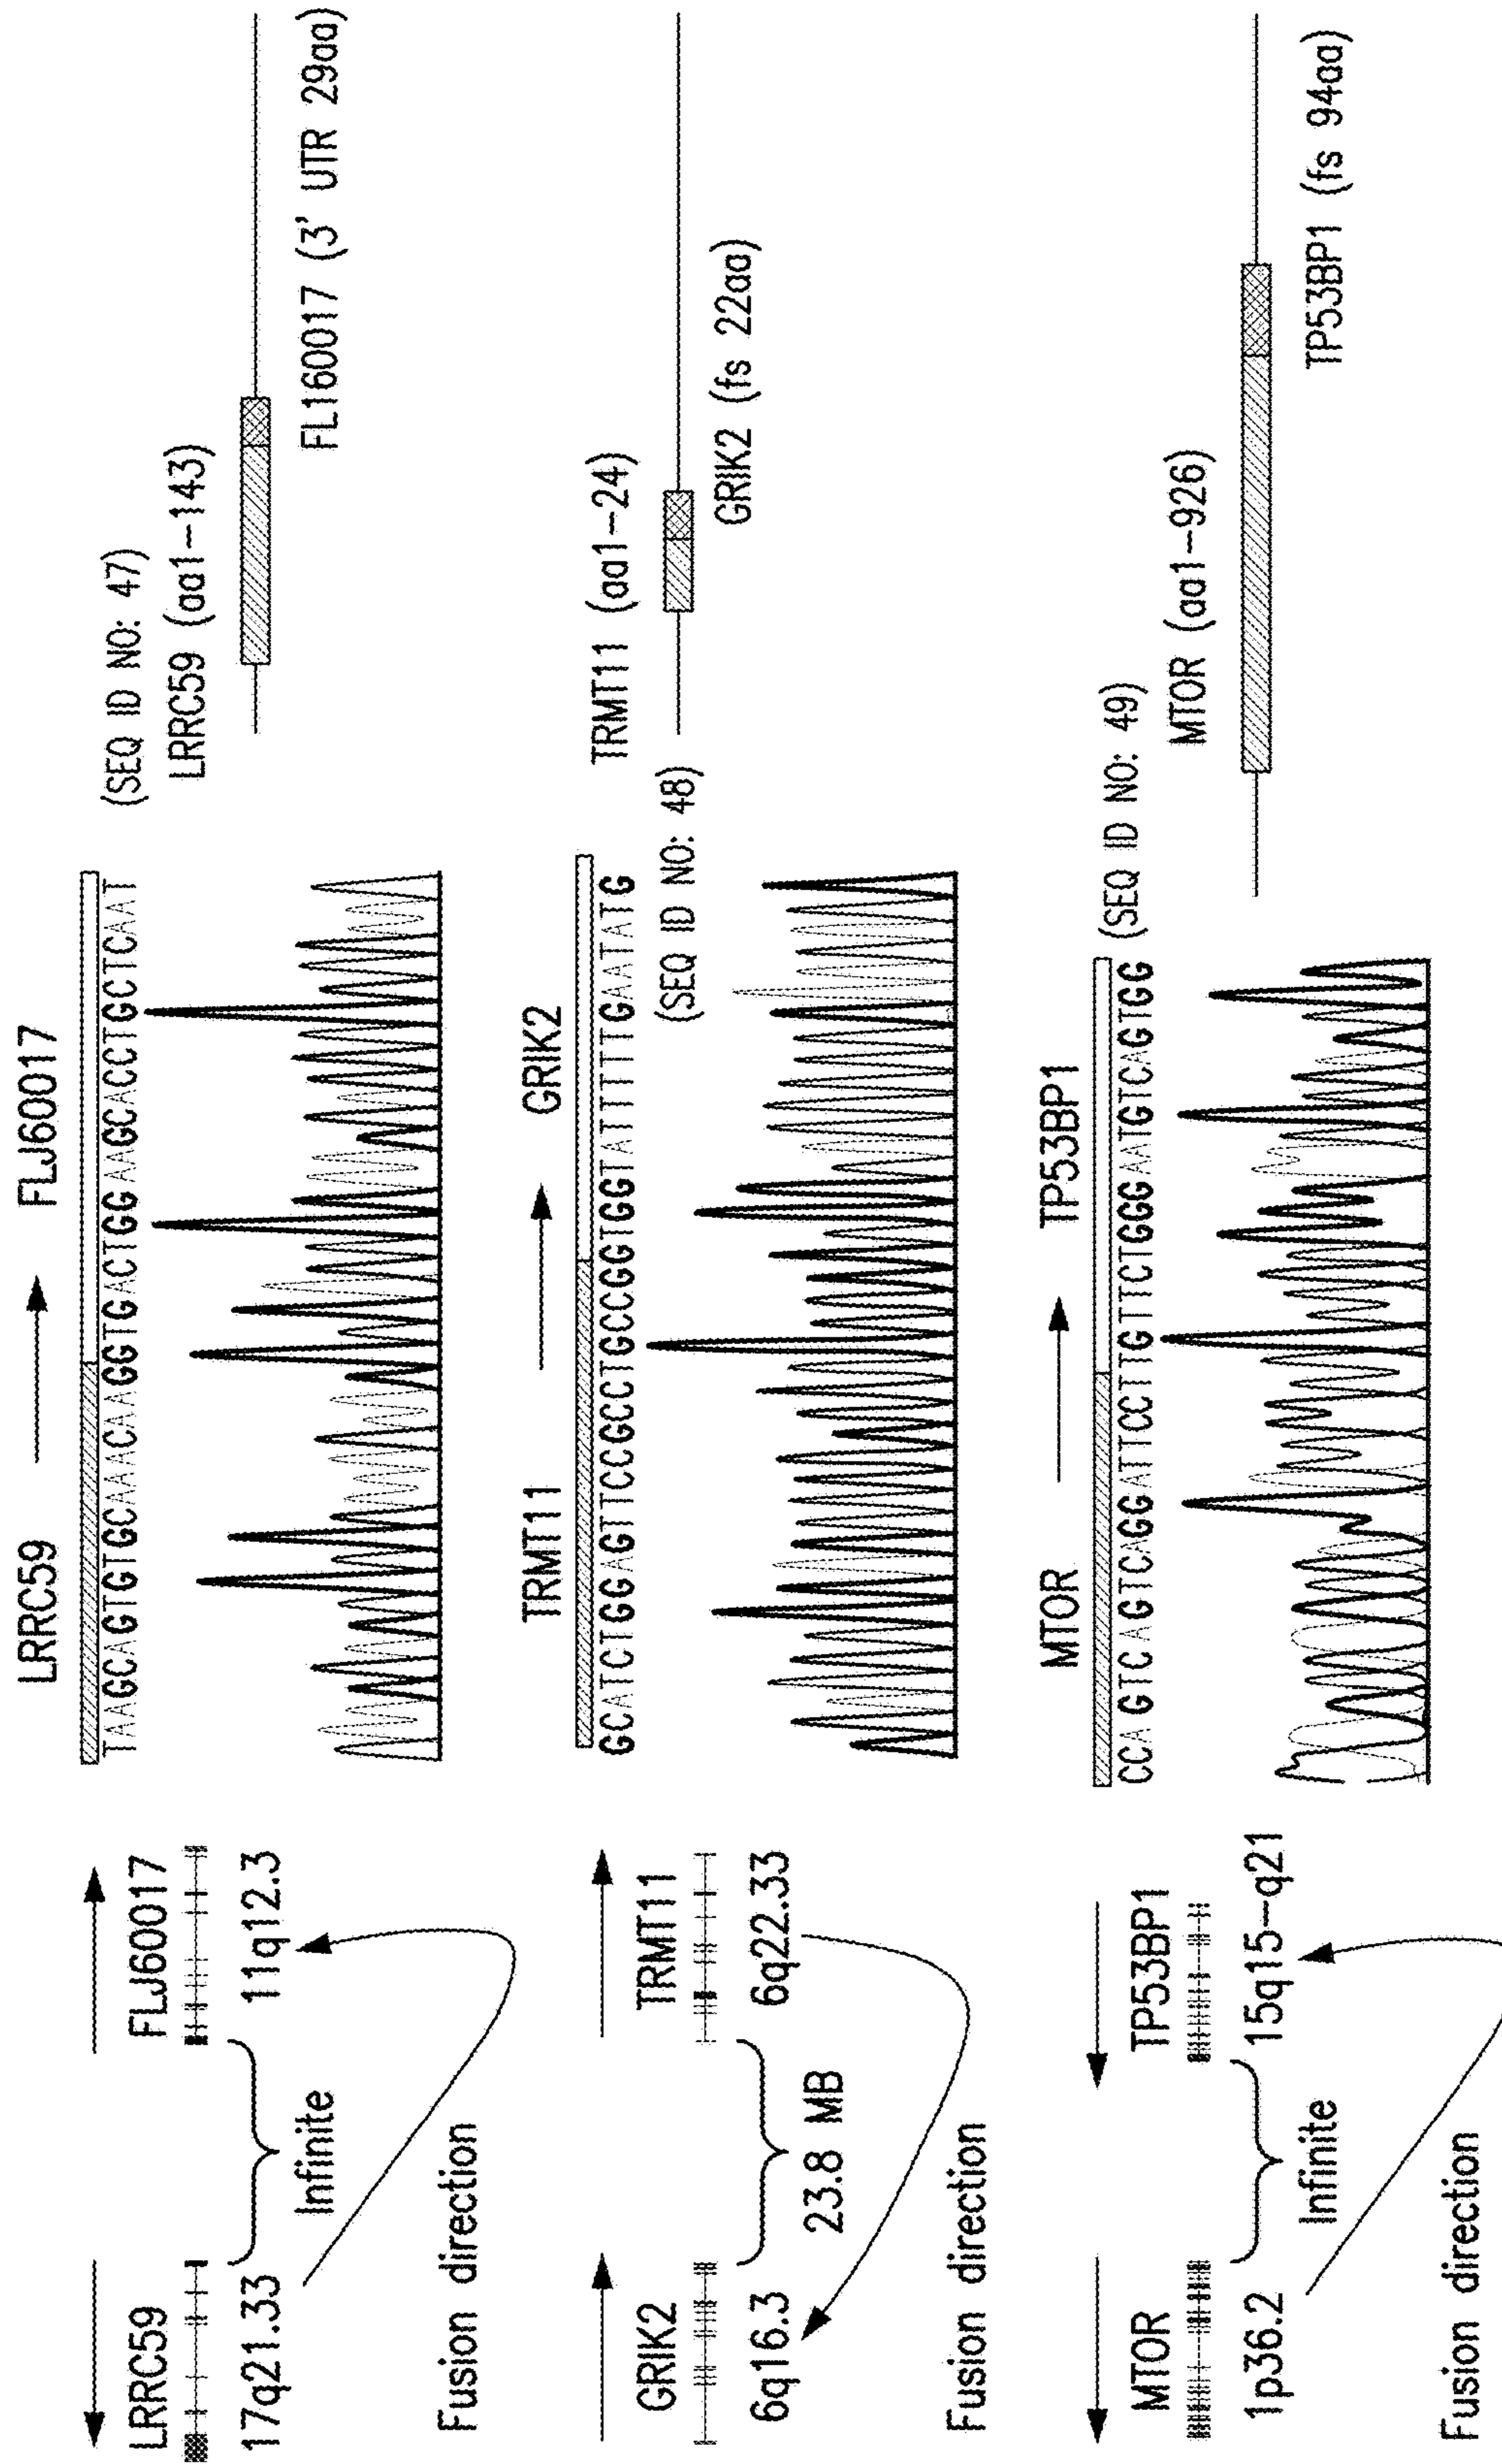 LRRC59
FLJ60017
17q21.33
11q12.3
Infinite
Fusion direction
LRRC59 FLJ60017
TAAGCAGTGTGCAAACAAGGTGACTGGAAGCACCTGCTCAAT
(SEQ ID NO: 47)
LRRC59 (aa1-143)
FL160017 (3' UTR 29aa)
GRIK2
TRMT11
6q16.3
6q22.33
23.8 MB
Fusion direction
TRMT11 GRIK2
GCATCTGGAGTTCCGCCTGCCGGTGGTATTTTTGAATATG
(SEQ ID NO: 48)
TRMT11 (aa1-24)
GRIK2 (fs 22aa)
MTOR
TP53BP1
1p36.2
15q15-q21
Infinite
Fusion direction
MTOR TP53BP1
CCA GTCAGTCAGGATTCCTTGTTCTGGGAATGTCAGTGG
(SEQ ID NO: 49)
MTOR (aa1-926)
TP53BP1 (fs 94aa)